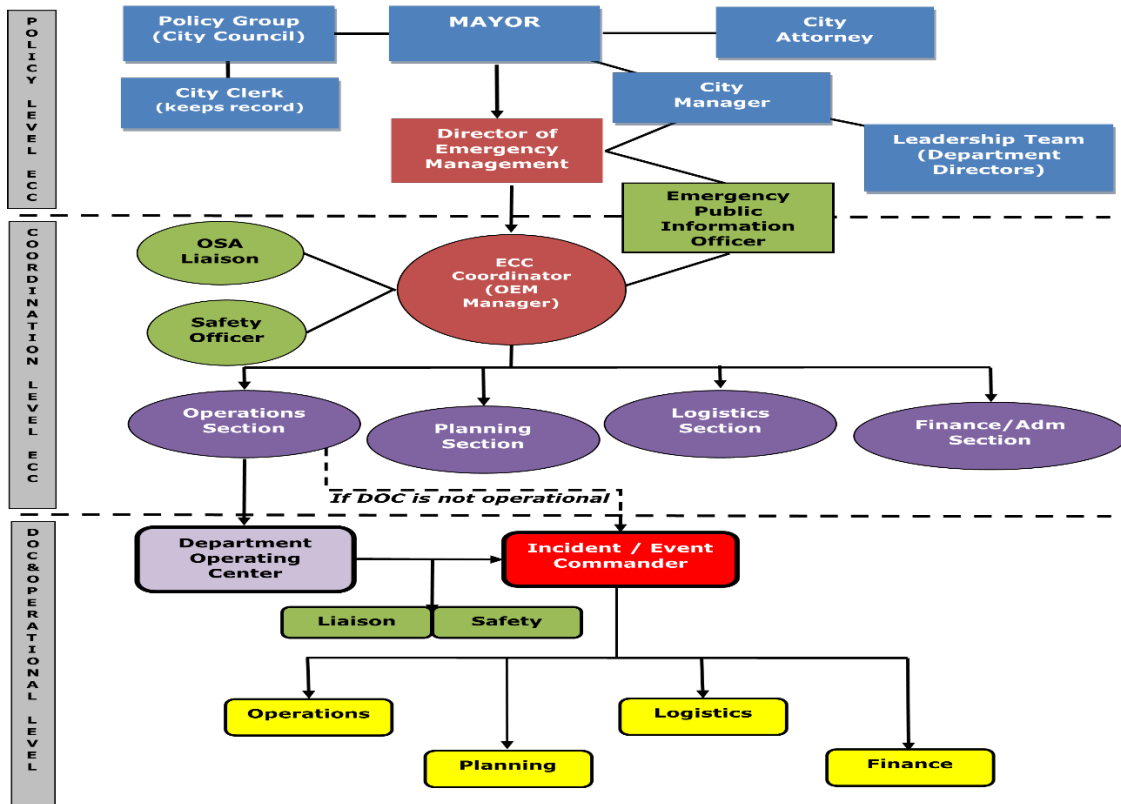 POLICY LEVEL ECC
Policy Group
(City Council)
MAYOR
City
Attorney
City Clerk
(keeps record)
City
Manager
Director of
Emergency
Management
Leadership Team
(Department
Directors)
Emergency
Public
Information
Officer
COORDINATION LEVEL ECC
OSA
Liaison
ECC
Coordinator
(OEM
Manager)
Safety
Officer
Operations
Section
Planning
Section
Logistics
Section
Finance/Adm
Section
If DOC is not operational
DOC&OPERATIONAL LEVEL
Department
Operating
Center
Incident / Event
Commander
Liaison
Safety
Operations
Logistics
Planning
Finance